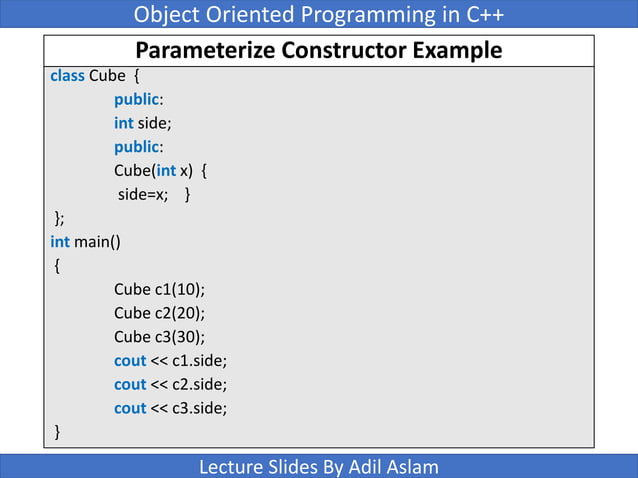 Object Oriented Programming in C++
Parameterize Constructor Example
class Cube {
public:
int side;
public:
Cube(int x) {
side=x; }
};
int main()
{
Cube c1(10);
Cube c2(20);
Cube c3(30);
cout << c1.side;
cout << c2.side;
cout << c3.side;
}
Lecture Slides By Adil Aslam